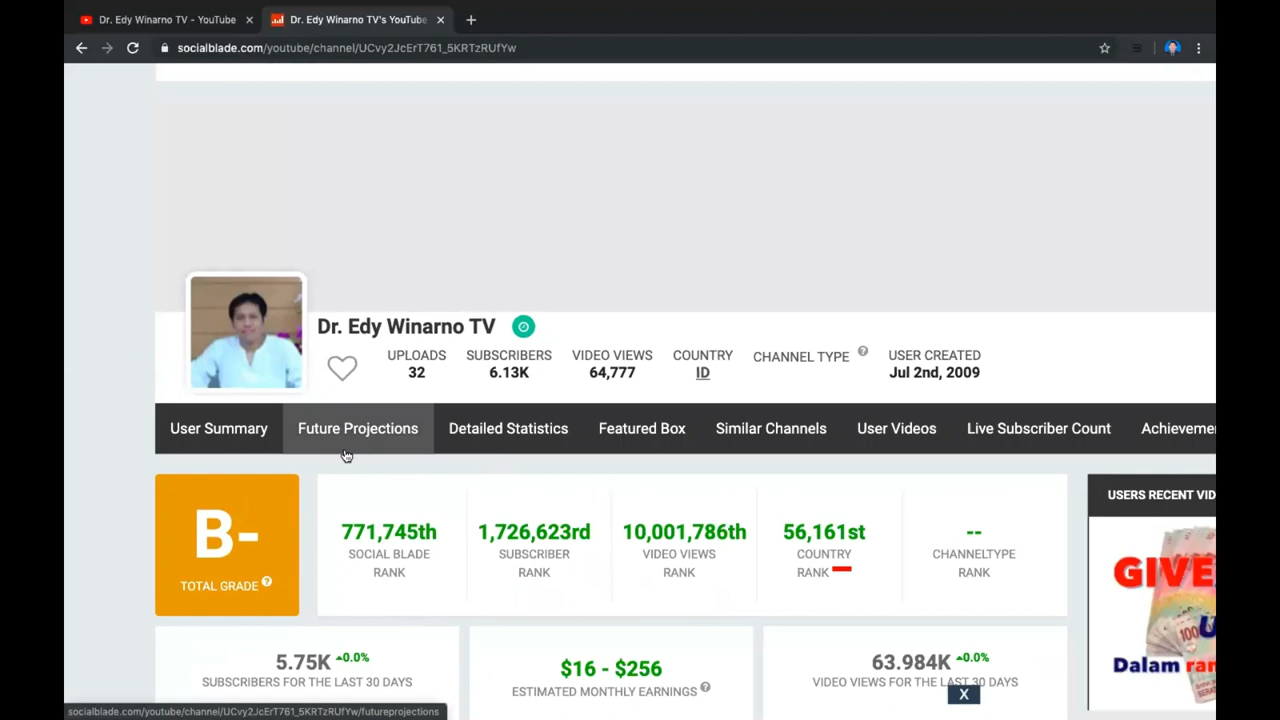 Dr. Edy Winarno TV - YouTube
Dr. Edy Winarno TV's YouTube
socialblade.com/youtube/channel/UCvy2JcErT761_5KRTzRUfYw
Dr. Edy Winarno TV
UPLOADS
32
SUBSCRIBERS
6.13K
VIDEO VIEWS
64,777
COUNTRY
ID
CHANNEL TYPE ?
USER CREATED
Jul 2nd, 2009
User Summary
Future Projections
Detailed Statistics
Featured Box
Similar Channels
User Videos
Live Subscriber Count
Achieveme
B-
TOTAL GRADE ?
771,745th
SOCIAL BLADE
RANK
1,726,623rd
SUBSCRIBER
RANK
10,001,786th
VIDEO VIEWS
RANK
56,161st
COUNTRY
RANK
--
CHANNELTYPE
RANK
USERS RECENT VID
GIVE
100
U
Dalam ran
5.75K +0.0%
SUBSCRIBERS FOR THE LAST 30 DAYS
$16 - $256
ESTIMATED MONTHLY EARNINGS ?
63.984K +0.0%
VIDEO VIEWS FOR THE LAST 30 DAYS
X
socialblade.com/youtube/channel/UCvy2JcErT761_5KRTzRUfYw/futureprojections